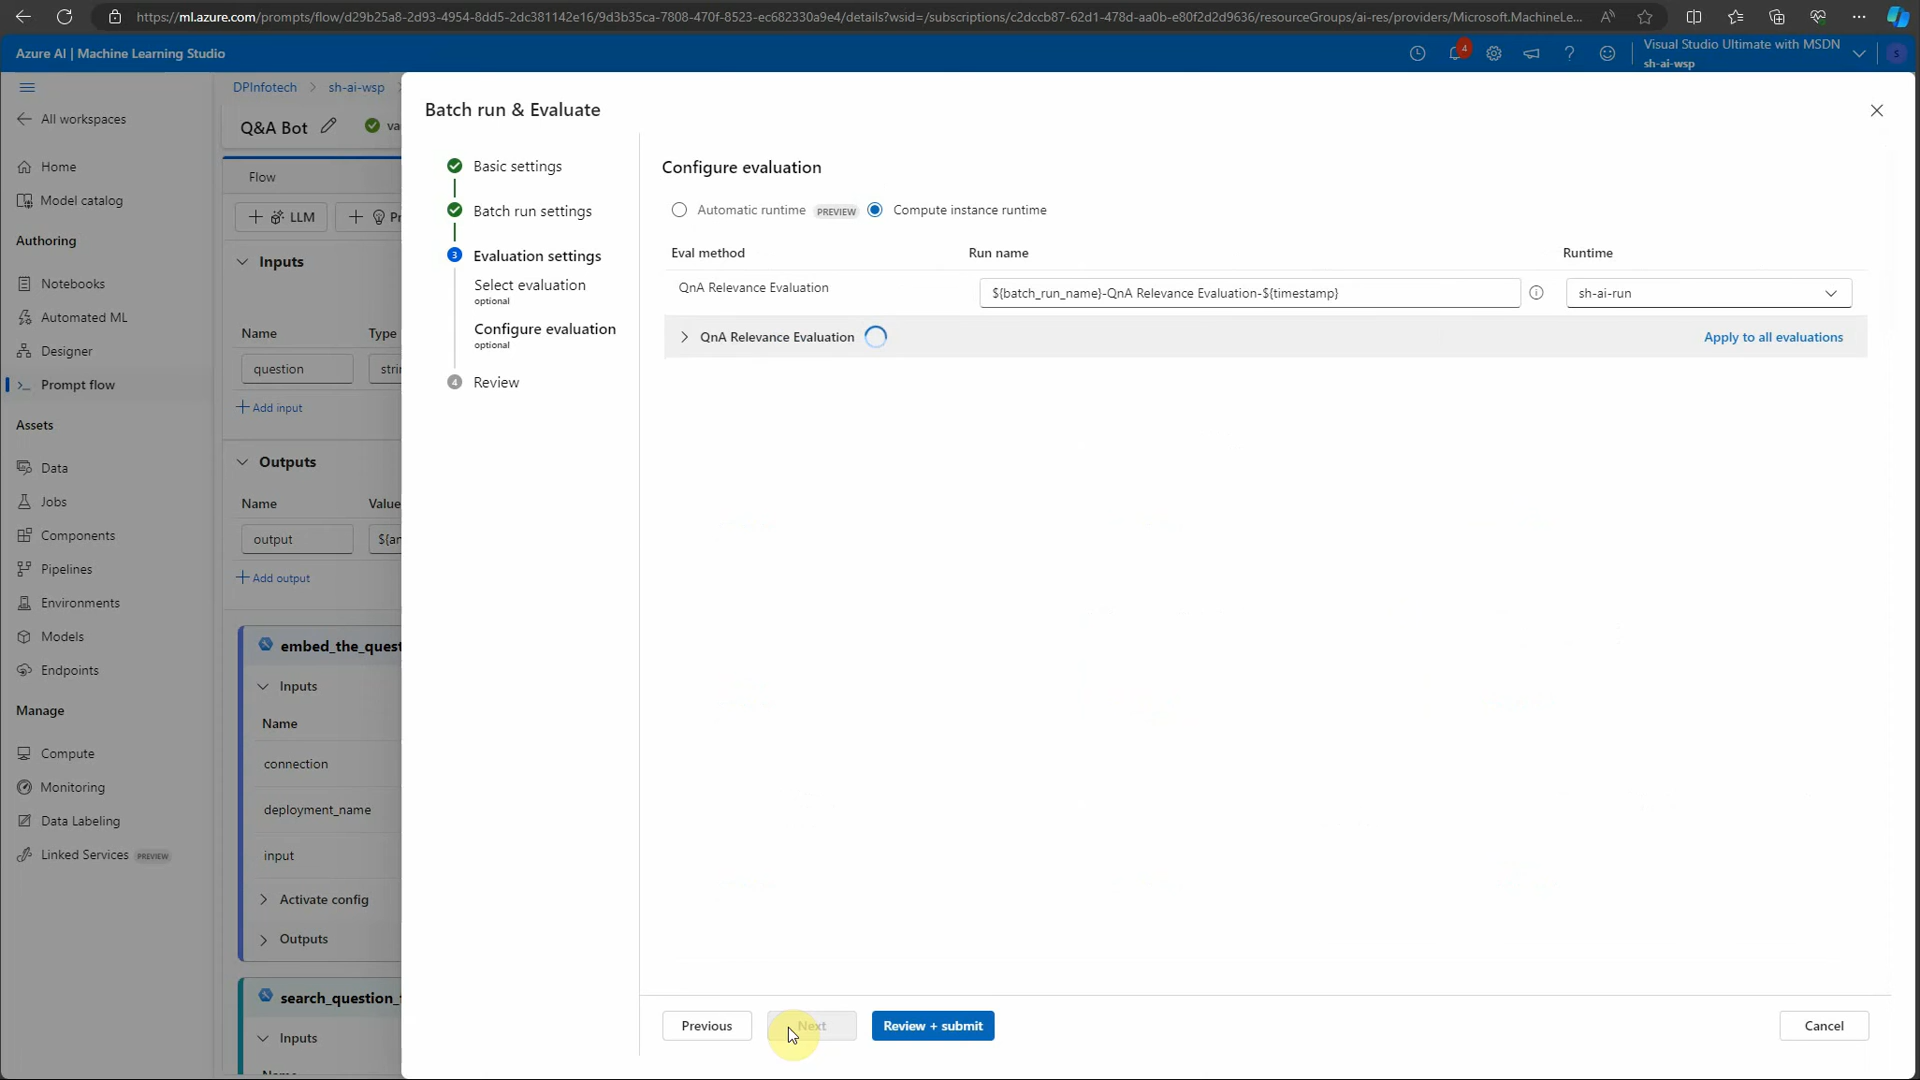 https://ml.azure.com/prompts/flow/d29b25a8-2d93-4954-8dd5-2dc381142e16/9d3b35ca-7808-470f-8523-ec682330a9e4/details?wsid=/subscriptions/c2dccb87-62d1-478d-aa0b-e80f2d2d9636/resourceGroups/ai-res/providers/Microsoft.MachineLe...
Azure AI | Machine Learning Studio
4
Visual Studio Ultimate with MSDN
sh-ai-wsp
S
All workspaces
Home
Model catalog
Authoring
Notebooks
Automated ML
Designer
Prompt flow
Assets
Data
Jobs
Components
Pipelines
Environments
Models
Endpoints
Manage
Compute
Monitoring
Data Labeling
Linked Services PREVIEW
DPInfotech > sh-ai-wsp >
Q&A Bot
Flow
+ LLM
+
Inputs
Name Type
question
+ Add input
Outputs
Name Value
output
+ Add output
embed_the_quest
Inputs
Name
connection
deployment_name
input
Activate config
Outputs
search_question_
Inputs
Name
Batch run & Evaluate
Basic settings
Batch run settings
3 Evaluation settings
Select evaluation
optional
Configure evaluation
optional
4 Review
Configure evaluation
Automatic runtime PREVIEW Compute instance runtime
Eval method Run name Runtime
QnA Relevance Evaluation ${batch_run_name}-QnA Relevance Evaluation-${timestamp} sh-ai-run
QnA Relevance Evaluation Apply to all evaluations
Previous Next Review + submit Cancel